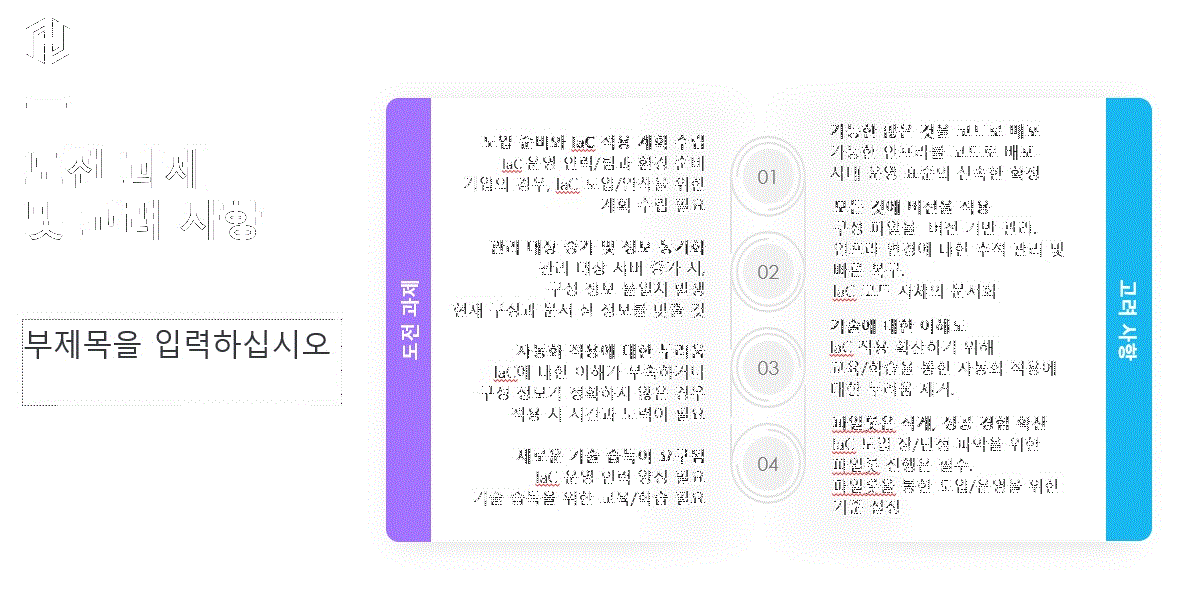 도전 과제
및 고려 사항
부제목을 입력하십시오
도전 과제
도입 준비와 IaC 적용 계획 수립
IaC 운영 인력/팀과 환경 준비
기업의 경우, IaC 도입/안착을 위한
계획 수립 필요
관리 대상 증가 및 정보 동기화
관리 대상 서버 증가 시,
구성 정보 불일치 발생
현재 구성과 문서 상 정보를 맞출 것
자동화 적용에 대한 두려움
IaC에 대한 이해가 부족하거나
구성 정보가 정확하지 않은 경우
적용 시 시간과 노력이 필요
새로운 기술 습득이 요구됨
IaC 운영 인력 양성 필요
기술 습득을 위한 교육/학습 필요
01
02
03
04
가능한 많은 것을 코드로 배포
가능한 인프라를 코드로 배포
사내 운영 표준의 신속한 확정
모든 것에 버전을 적용
구성 파일을 버전 기반 관리.
인프라 변경에 대한 추적 관리 및
빠른 복구.
IaC 코드 자체의 문서화
기술에 대한 이해도
IaC 적용 확산하기 위해
교육/학습을 통한 자동화 적용에
대한 두려움 제거.
파일럿은 작게, 성공 경험 확산
IaC 도입 장/단점 파악을 위한
파일럿 진행은 필수.
파일럿을 통한 도입/운영을 위한
기준 설정
고려 사항